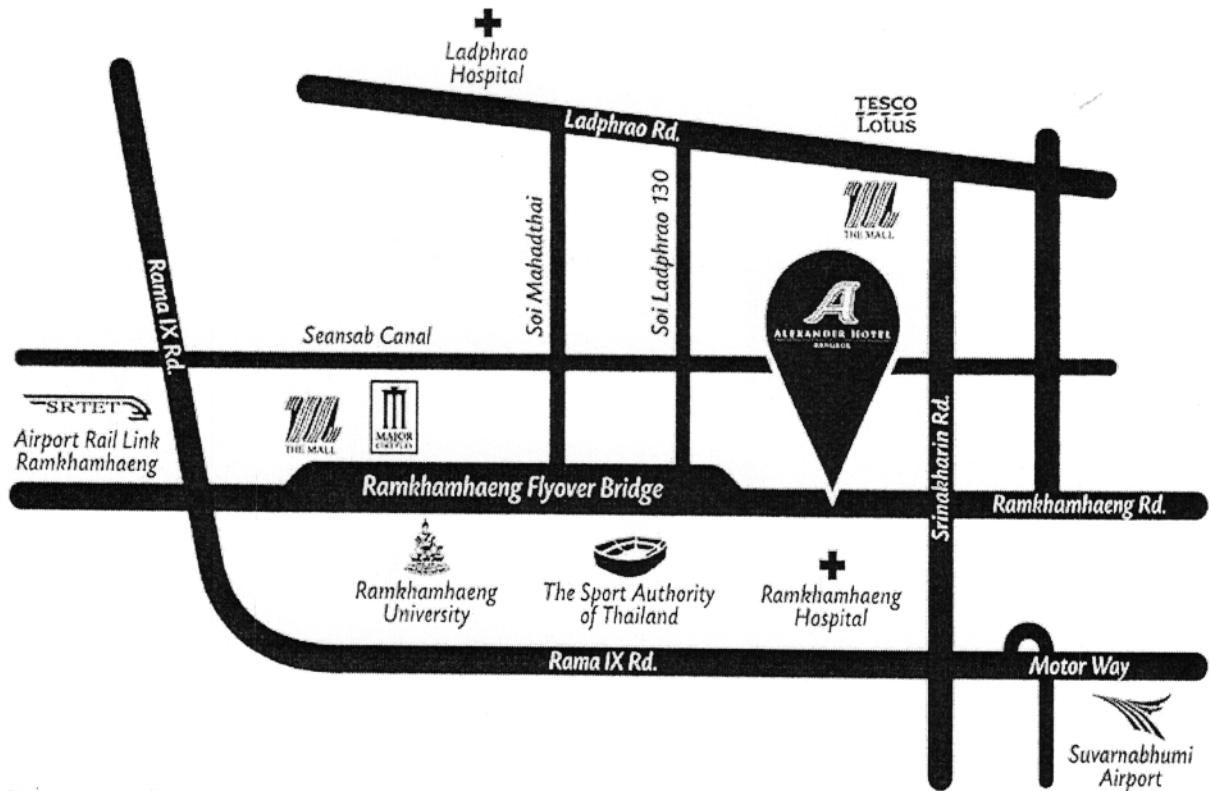 Ladphrao
Hospital
TESCO
Lotus
Ladphrao Rd.
THE MALL
Soi Mahadthai
Soi Ladphrao 130
Rama IX Rd.
A
ALEXANDER HOTEL
BANGKOK
Seansab Canal
SRTET
Airport Rail Link
Ramkhamhaeng
THE MALL
MAJOR
CINEPLEX
Srinakharin Rd.
Ramkhamhaeng Flyover Bridge
Ramkhamhaeng Rd.
Ramkhamhaeng
University
The Sport Authority
of Thailand
Ramkhamhaeng
Hospital
Rama IX Rd.
Motor Way
Suvarnabhumi
Airport